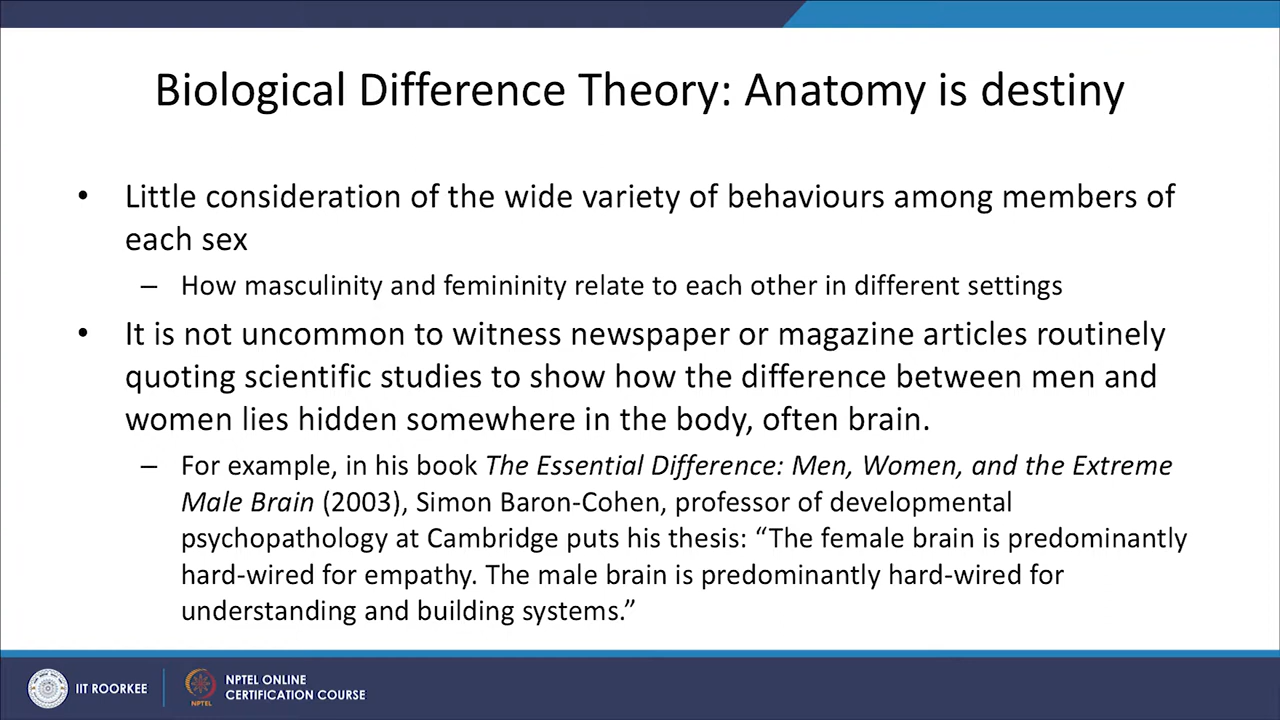 Biological Difference Theory: Anatomy is destiny
• Little consideration of the wide variety of behaviours among members of
each sex
– How masculinity and femininity relate to each other in different settings
• It is not uncommon to witness newspaper or magazine articles routinely
quoting scientific studies to show how the difference between men and
women lies hidden somewhere in the body, often brain.
– For example, in his book The Essential Difference: Men, Women, and the Extreme
Male Brain (2003), Simon Baron-Cohen, professor of developmental
psychopathology at Cambridge puts his thesis: “The female brain is predominantly
hard-wired for empathy. The male brain is predominantly hard-wired for
understanding and building systems.”
IIT ROORKEE
NPTEL
NPTEL ONLINE
CERTIFICATION COURSE